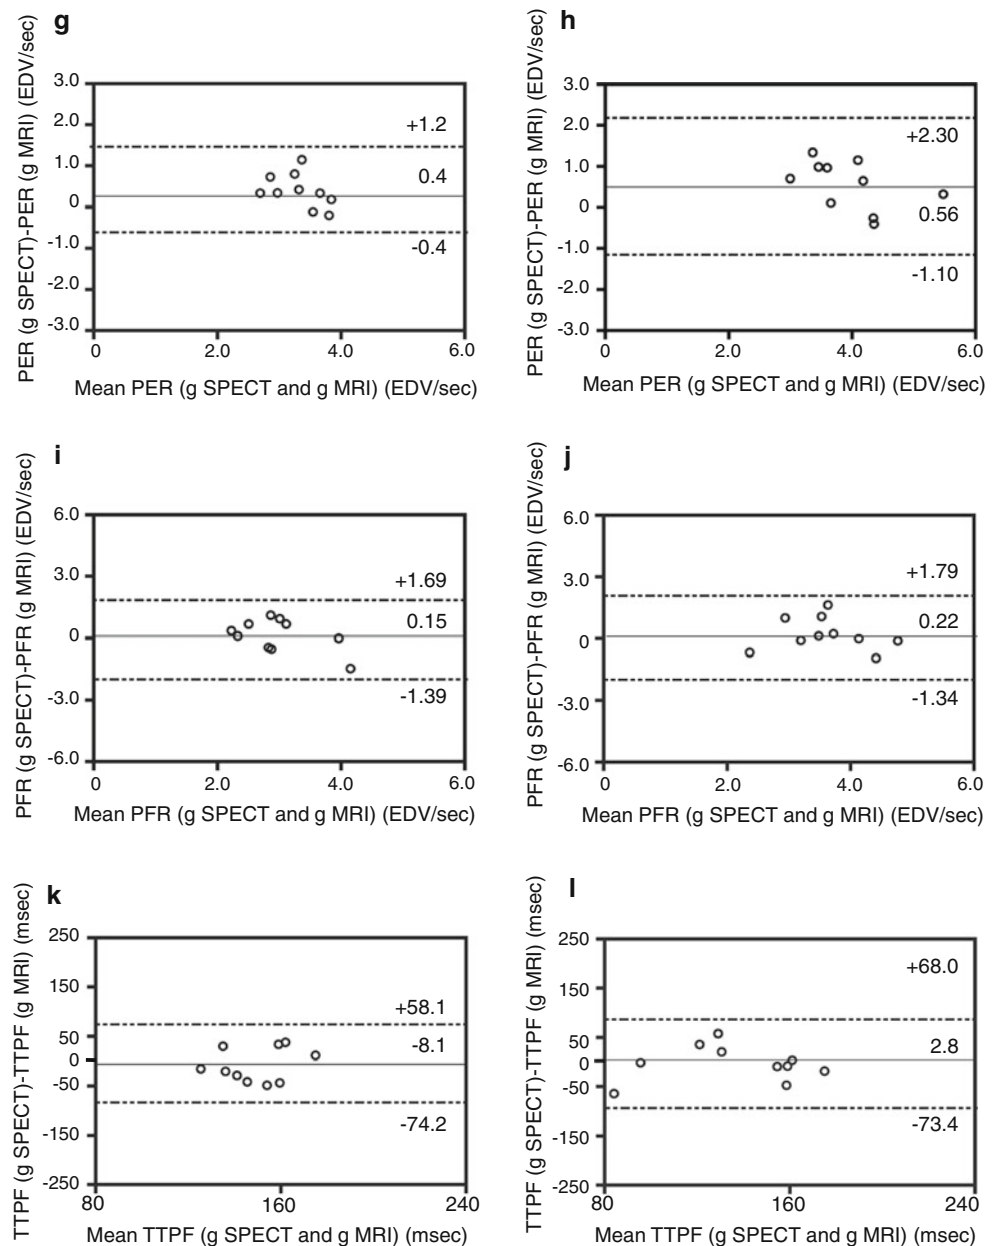 g
PER (g SPECT)-PER (g MRI) (EDV/sec)
3.0
2.0
1.0
0
-1.0
-2.0
-3.0
+1.2
0.4
-0.4
0 2.0 4.0 6.0
Mean PER (g SPECT and g MRI) (EDV/sec)
h
PER (g SPECT)-PER (g MRI) (EDV/sec)
3.0
2.0
1.0
0
-1.0
-2.0
-3.0
+2.30
0.56
-1.10
0 2.0 4.0 6.0
Mean PER (g SPECT and g MRI) (EDV/sec)
i
PFR (g SPECT)-PFR (g MRI) (EDV/sec)
6.0
3.0
0
-3.0
-6.0
+1.69
0.15
-1.39
0 2.0 4.0 6.0
Mean PFR (g SPECT and g MRI) (EDV/sec)
j
PFR (g SPECT)-PFR (g MRI) (EDV/sec)
6.0
3.0
0
-3.0
-6.0
+1.79
0.22
-1.34
0 2.0 4.0 6.0
Mean PFR (g SPECT and g MRI) (EDV/sec)
k
TTPF (g SPECT)-TTPF (g MRI) (msec)
250
150
50
0
-50
-150
-250
+58.1
-8.1
-74.2
80 160 240
Mean TTPF (g SPECT and g MRI) (msec)
l
TTPF (g SPECT)-TTPF (g MRI) (msec)
250
150
50
0
-50
-150
-250
+68.0
2.8
-73.4
80 160 240
Mean TTPF (g SPECT and g MRI) (msec)